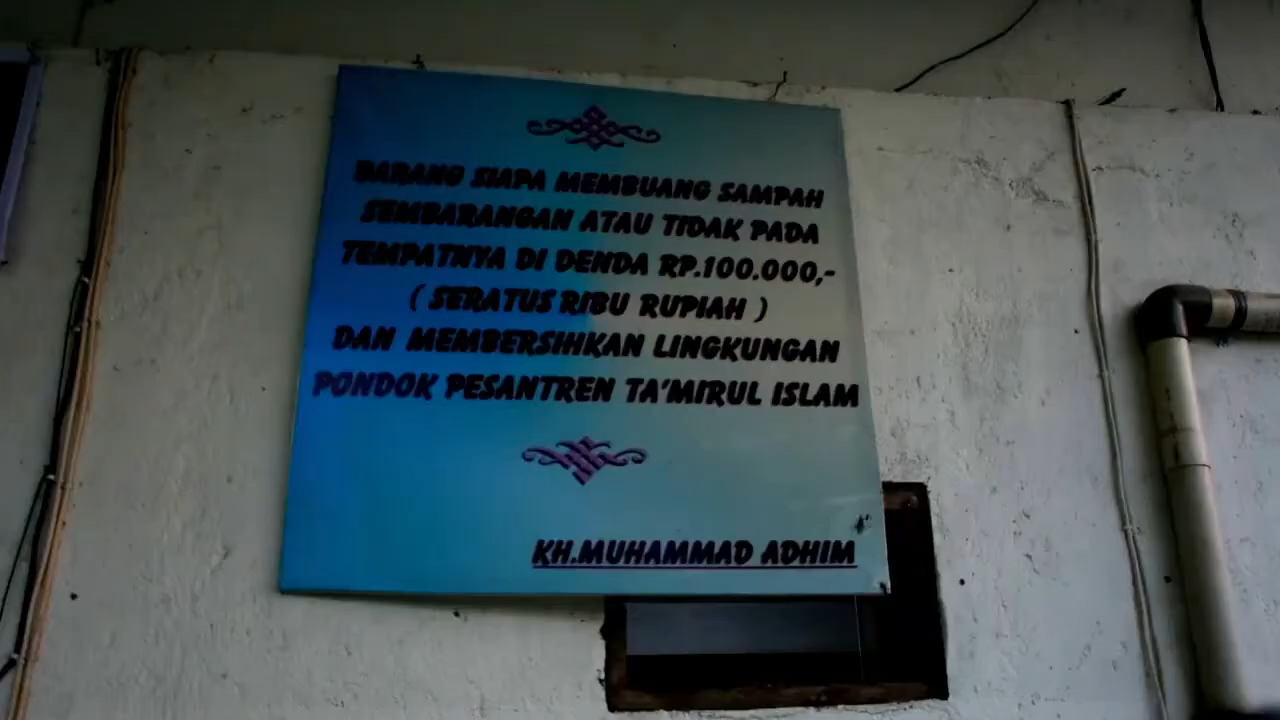 BARANG SIAPA MEMBUANG SAMPAH
SEMBARANGAN ATAU TIDAK PADA
TEMPATNYA DI DENDA RP.100.000,-
( SERATUS RIBU RUPIAH )
DAN MEMBERSIHKAN LINGKUNGAN
PONDOK PESANTREN TA'MIRUL ISLAM
KH.MUHAMMAD ADHIM